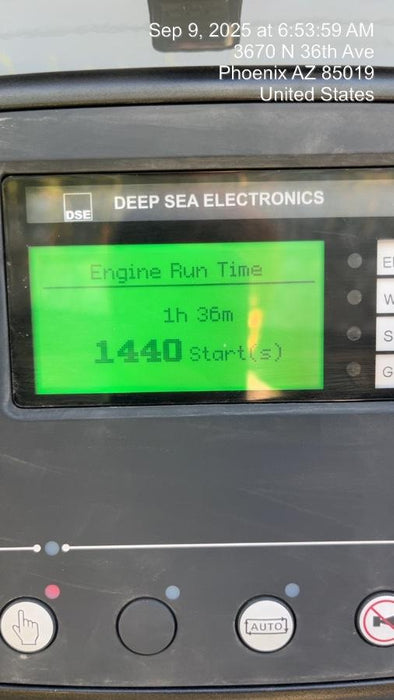 Sep 9, 2025 at 6:53:59 AM
3670 N 36th Ave
Phoenix AZ 85019
United States
DSE
DEEP SEA ELECTRONICS
Engine Run Time
1h 36m
1440 Start(s)
AUTO